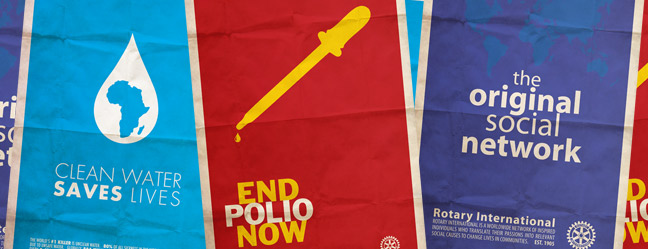 CLEAN WATER
SAVES LIVES
THE WORLD'S #1 KILLER IS UNCLEAN WATER.
END
POLIO
NOW
the
original
social
network
Rotary International
ROTARY INTERNATIONAL IS A WORLDWIDE NETWORK OF INSPIRED
INDIVIDUALS WHO TRANSLATE THEIR PASSIONS INTO RELEVANT
SOCIAL CAUSES TO CHANGE LIVES IN COMMUNITIES. EST. 1905